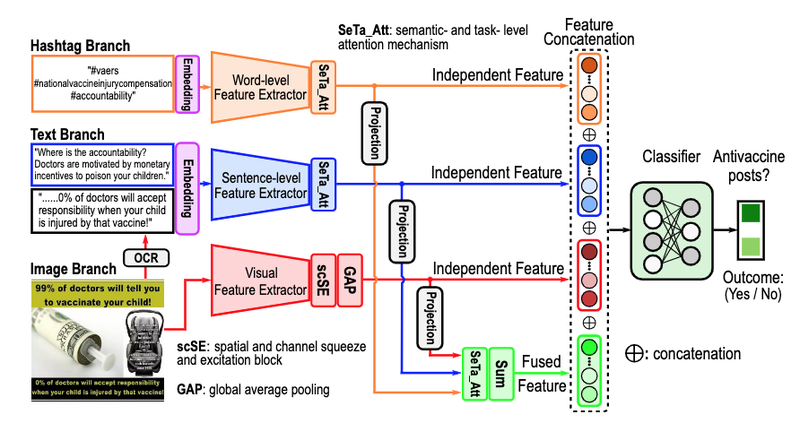 SeTa_Att: semantic- and task- level
attention mechanism
Feature
Concatenation
Hashtag Branch
"#vaers
#nationalvaccineinjurycompensation
#accountability"
Embedding
Word-level
Feature Extractor
SeTa_Att
Independent Feature
Projection
Text Branch
"Where is the accountability?
Doctors are motivated by monetary
incentives to poison your children."
"......0% of doctors will accept
responsibility when your child
is injured by that vaccine!"
Embedding
Sentence-level
Feature Extractor
SeTa_Att
Independent Feature
Projection
Classifier
Antivaccine
posts?
OCR
Image Branch
99% of doctors will tell you
to vaccinate your child!
0% of doctors will accept responsibility
when your child is injured by that vaccine!
Visual
Feature Extractor
scSE
GAP
Independent Feature
Projection
Outcome:
(Yes / No)
scSE: spatial and channel squeeze
and excitation block
GAP: global average pooling
SeTa_Att
Sum
Fused
Feature
⊕: concatenation